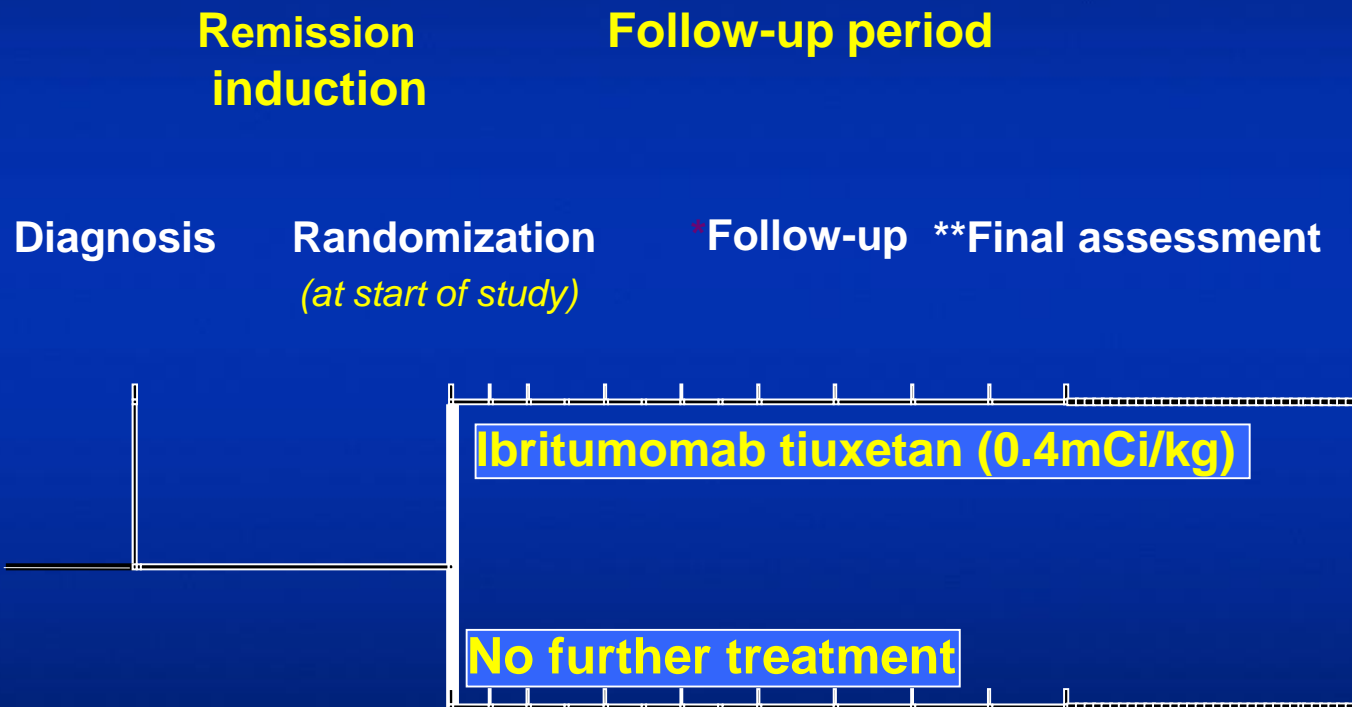 Remission
induction
Follow-up period
Diagnosis
Randomization
(at start of study)
*Follow-up
**Final assessment
Ibritumomab tiuxetan (0.4mCi/kg)
No further treatment